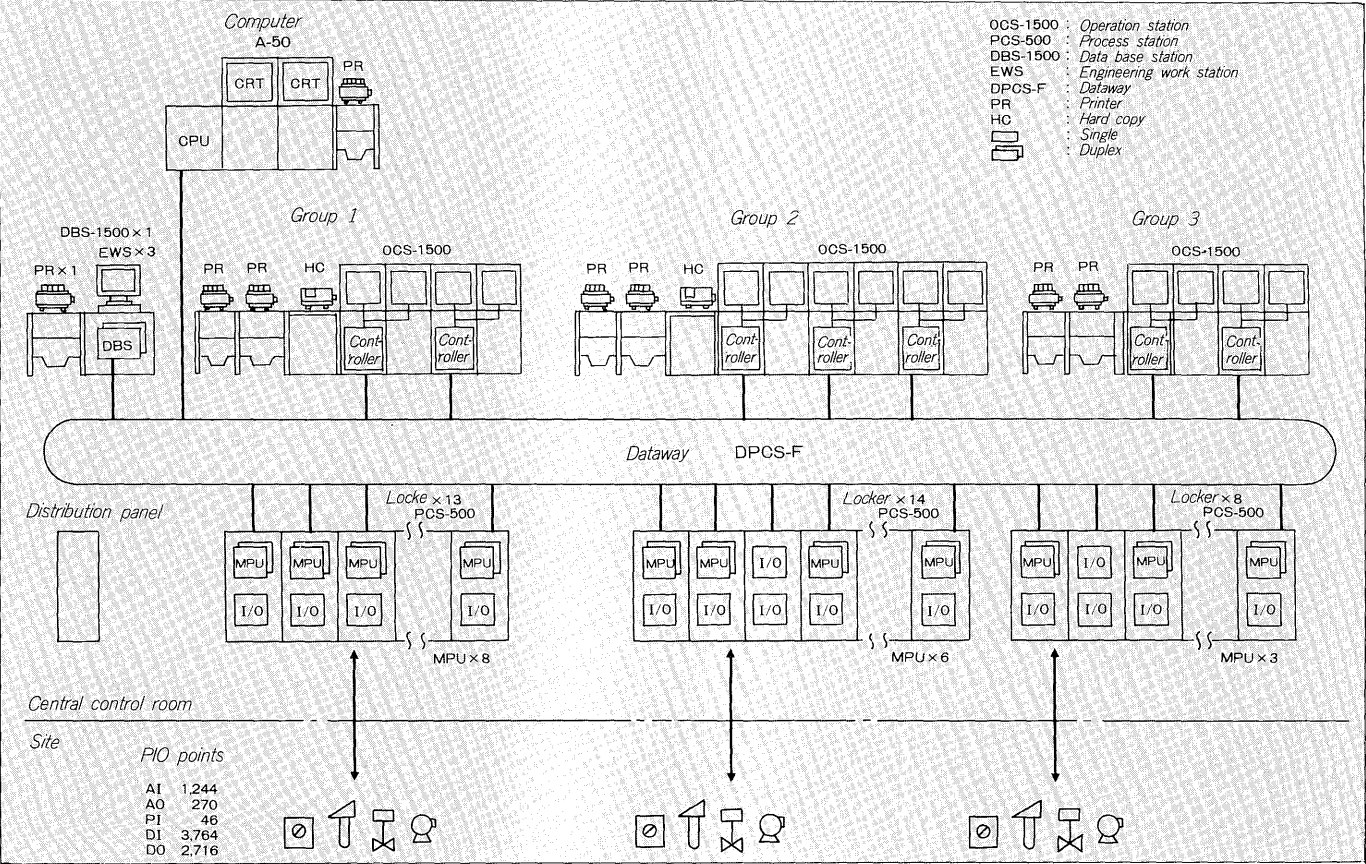 Computer
A-50
CRT CRT PR
CPU
OCS-1500 : Operation station
PCS-500 : Process station
DBS-1500 : Data base station
EWS : Engineering work station
DPCS-F : Dataway
PR : Printer
HC : Hard copy
: Single
: Duplex
Group 1
Group 2
Group 3
DBS-1500×1
EWS×3
PR×1
DBS
PR PR HC OCS-1500
Cont-
roller
Cont-
roller
PR PR HC OCS-1500
Cont-
roller
Cont-
roller
Cont-
roller
PR PR OCS-1500
Cont-
roller
Cont-
roller
Dataway DPCS-F
Distribution panel
Locke ×13
PCS-500
MPU MPU MPU MPU
I/O I/O I/O I/O
MPU×8
Locker×14
PCS-500
MPU MPU I/O MPU MPU
I/O I/O I/O I/O I/O
MPU×6
Locker×8
PCS-500
MPU I/O MPU MPU
I/O I/O I/O I/O
MPU×3
Central control room
Site
PIO points
AI 1,244
AO 270
PI 46
DI 3,764
DO 2,716